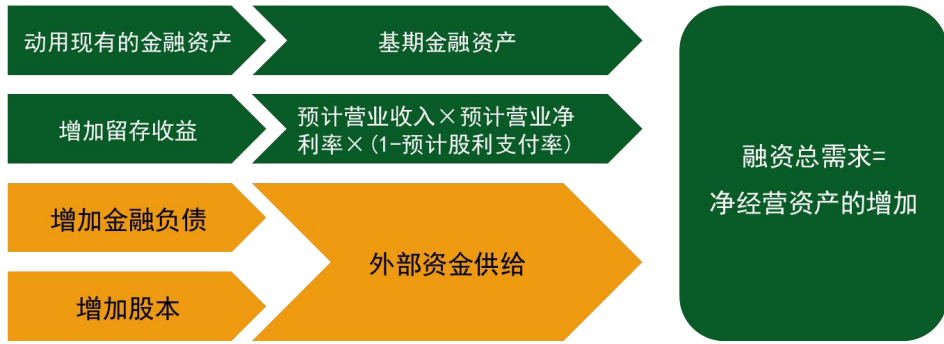 动用现有的金融资产
基期金融资产
增加留存收益
预计营业收入×预计营业净
利率×(1-预计股利支付率)
增加金融负债
增加股本
外部资金供给
融资总需求=
净经营资产的增加